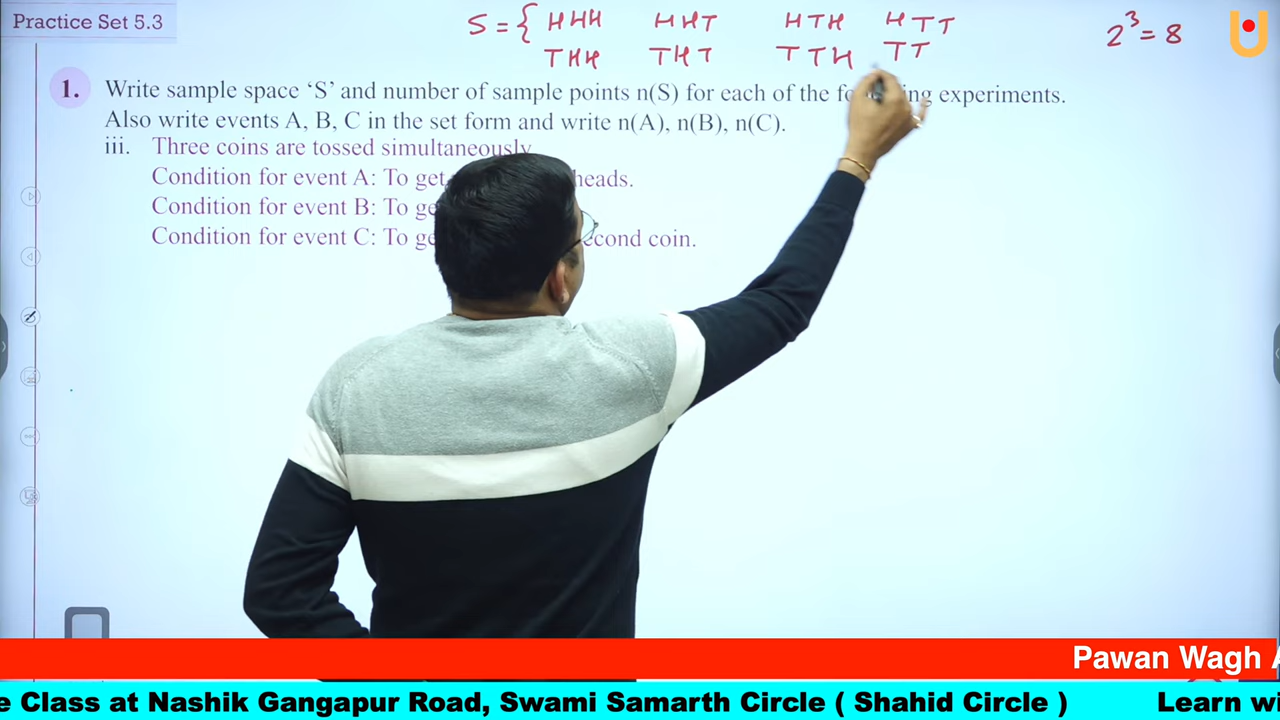 Practice Set 5.3
S = { HHH HHT HTH HTT
THH THT TTH TT
2³ = 8
1. Write sample space ‘S’ and number of sample points n(S) for each of the fo ing experiments.
Also write events A, B, C in the set form and write n(A), n(B), n(C).
iii. Three coins are tossed simultaneously
Condition for event A: To get heads.
Condition for event B: To ge
Condition for event C: To ge econd coin.
Pawan Wagh A
e Class at Nashik Gangapur Road, Swami Samarth Circle ( Shahid Circle ) Learn wi